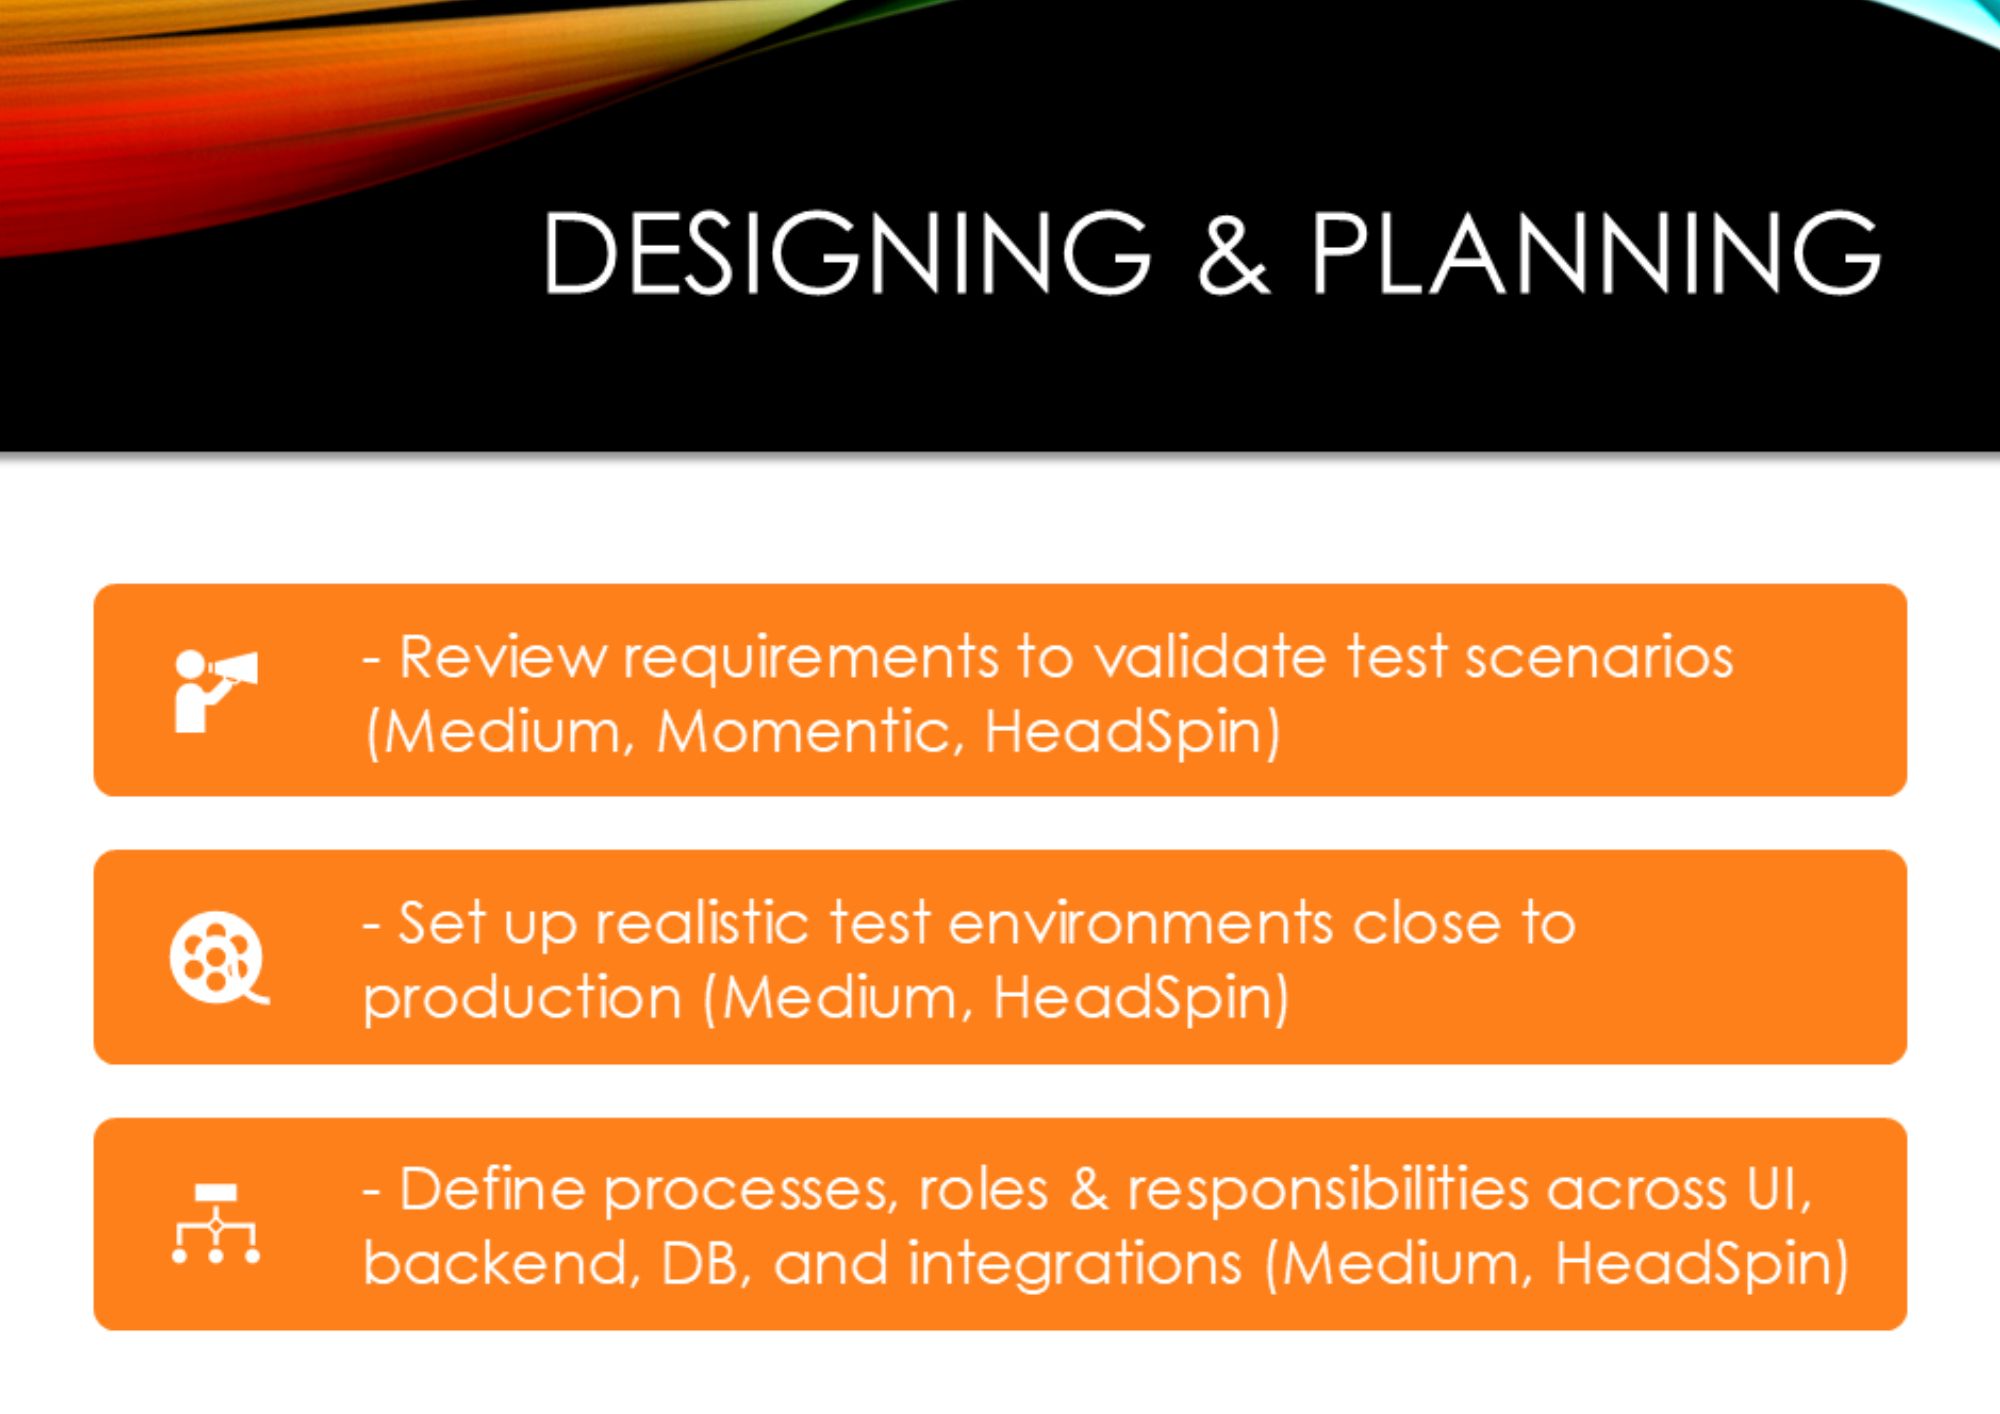 DESIGNING & PLANNING
- Review requirements to validate test scenarios
(Medium, Momentic, HeadSpin)
- Set up realistic test environments close to
production (Medium, HeadSpin)
- Define processes, roles & responsibilities across UI,
backend, DB, and integrations (Medium, HeadSpin)